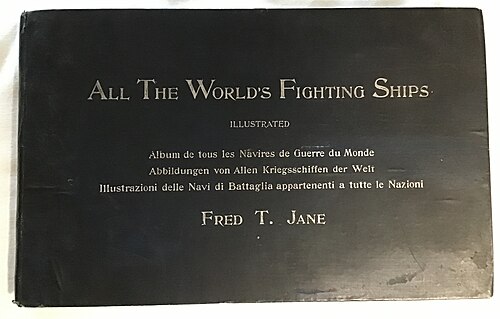 ALL THE WORLD'S FIGHTING SHIPS.
ILLUSTRATED
Album de tous les Navires de Guerre du Monde
Abbildungen von Allen Kriegsschiffen der Welt
Illustrazioni delle Navi di Battaglia appartenenti a tutte le Nazioni
FRED T. JANE